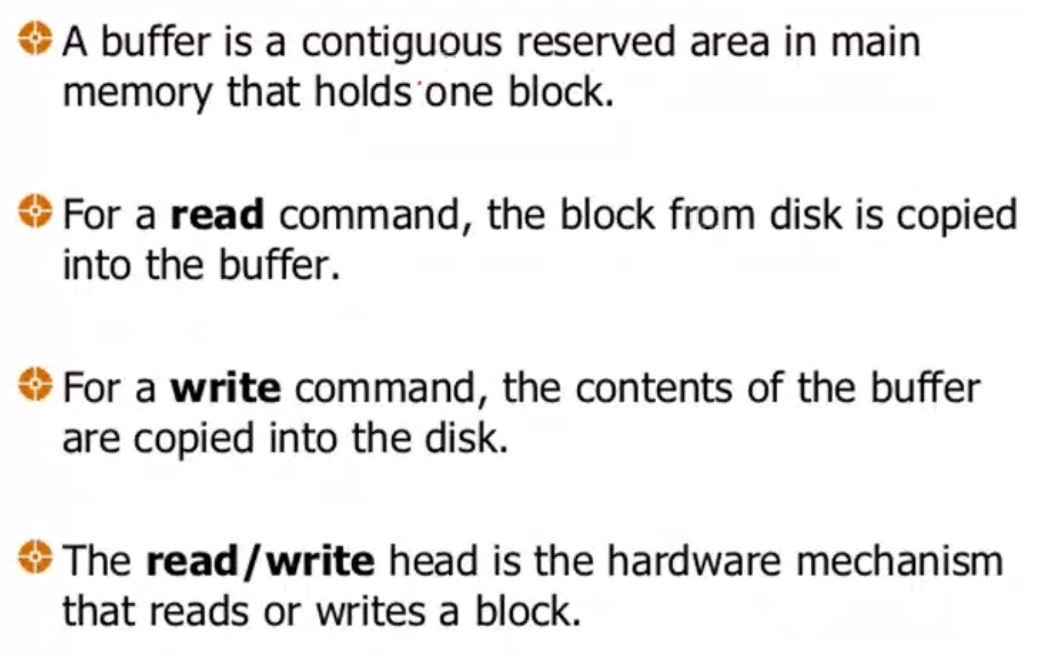 A buffer is a contiguous reserved area in main
memory that holds one block.
For a read command, the block from disk is copied
into the buffer.
For a write command, the contents of the buffer
are copied into the disk.
The read/write head is the hardware mechanism
that reads or writes a block.